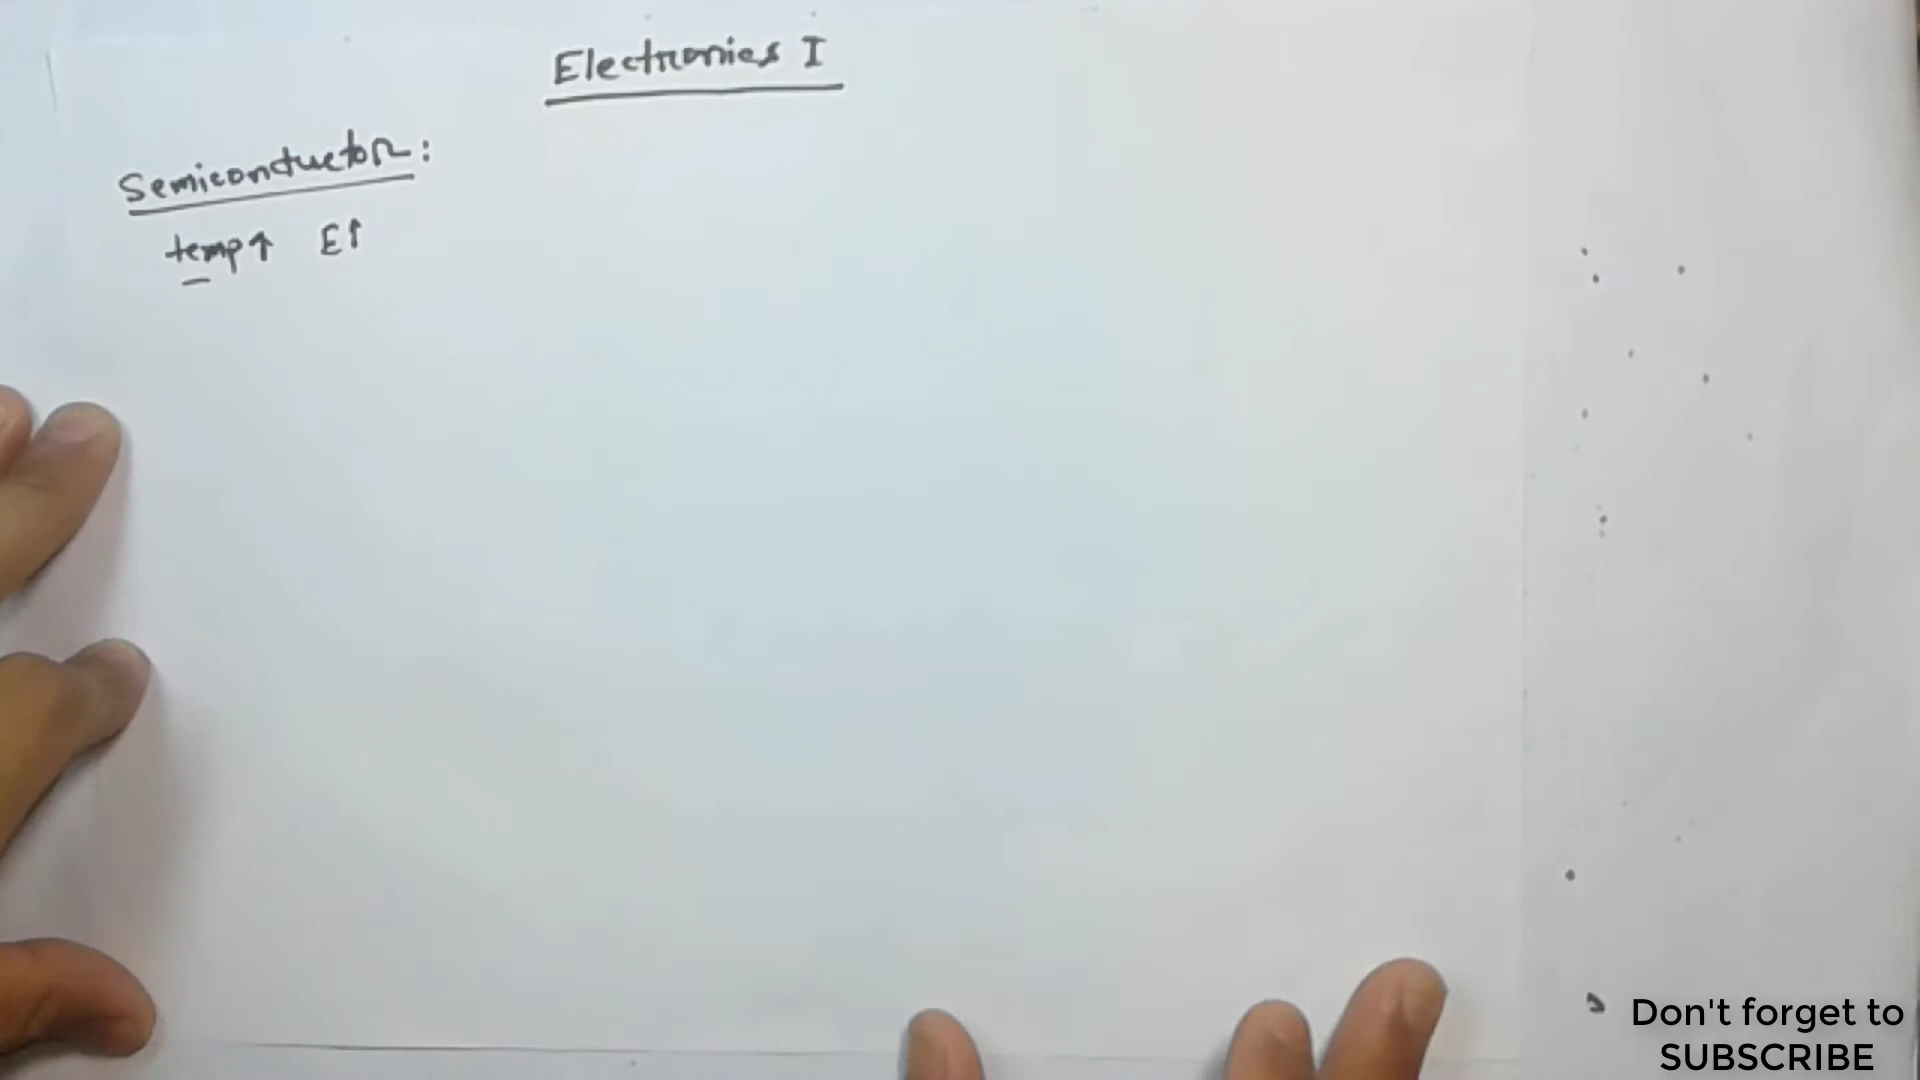 Electronics I
Semiconductor:
temp↑ E↑
Don't forget to
SUBSCRIBE